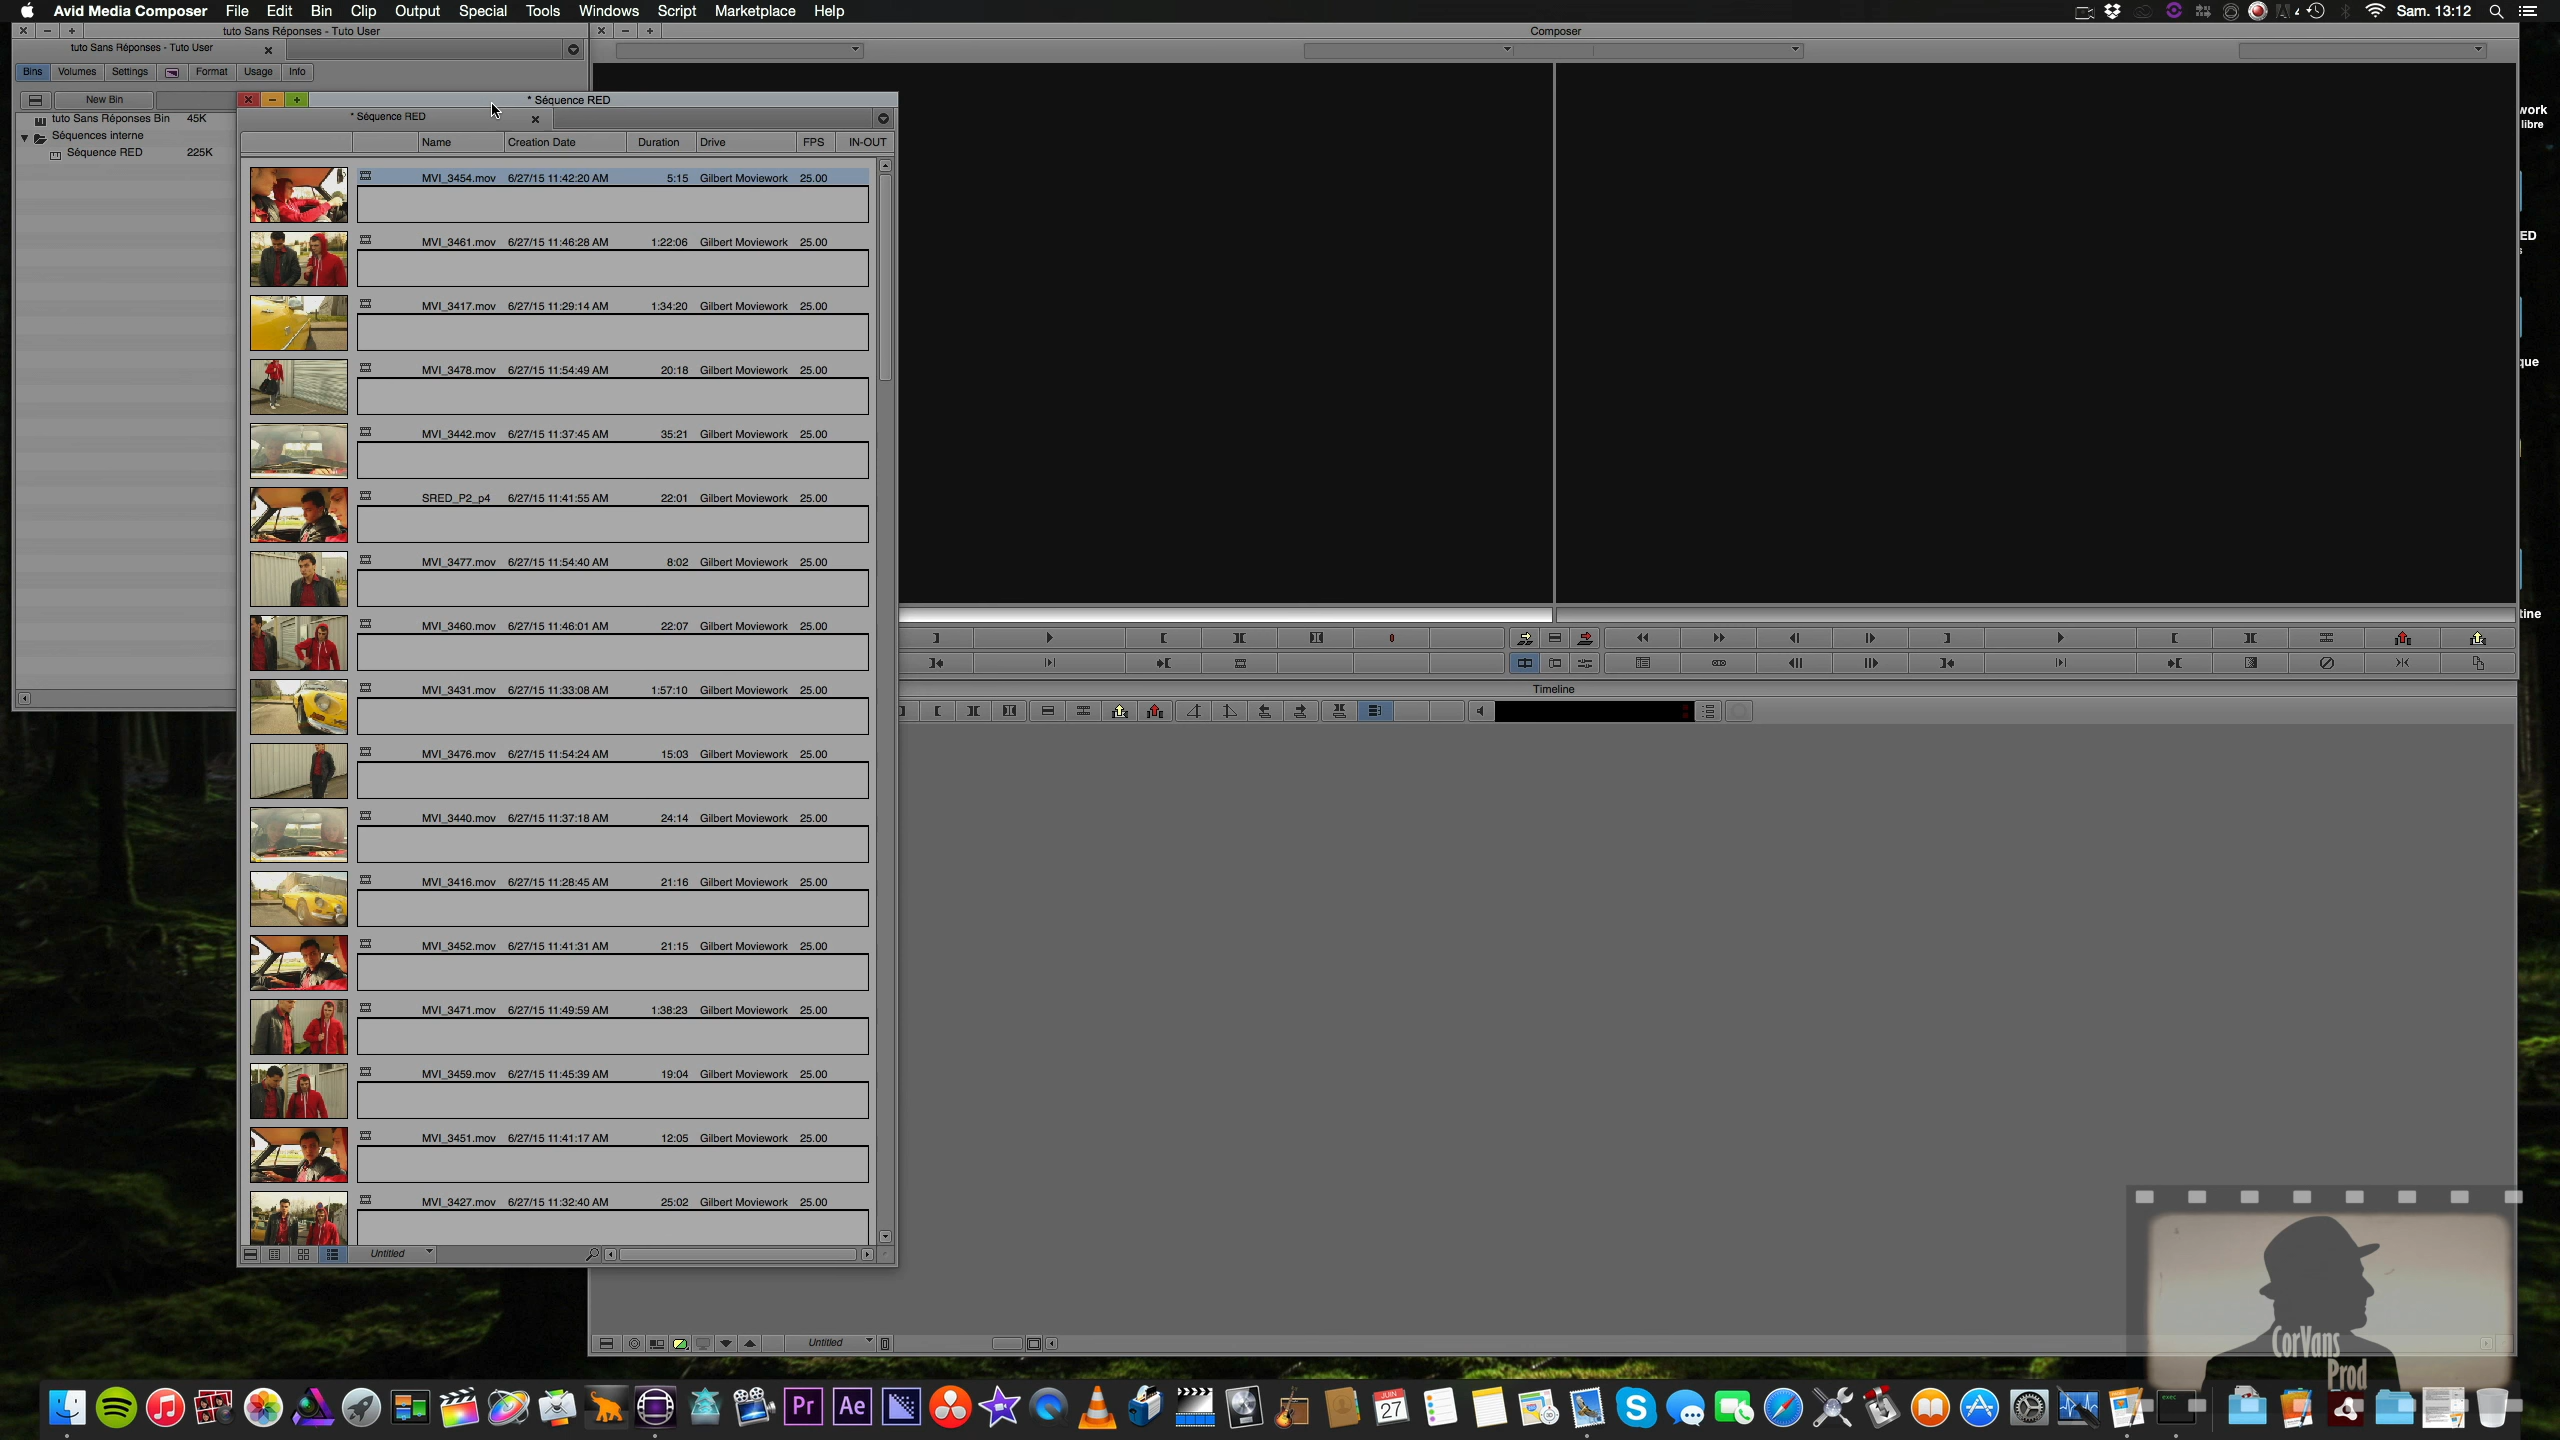 Avid Media Composer File Edit Bin Clip Output Special Tools Windows Script Marketplace Help
4 Sam. 13:12
tuto Sans Réponses - Tuto User
Composer
tuto Sans Réponses - Tuto User
Bins Volumes Settings Format Usage Info
New Bin
tuto Sans Réponses Bin 45K
Séquences interne
Séquence RED 225K
* Séquence RED
* Séquence RED
Name Creation Date Duration Drive FPS IN-OUT
MVI_3454.mov 6/27/15 11:42:20 AM 5:15 Gilbert Moviework 25.00
MVI_3461.mov 6/27/15 11:46:28 AM 1:22:06 Gilbert Moviework 25.00
MVI_3417.mov 6/27/15 11:29:14 AM 1:34:20 Gilbert Moviework 25.00
MVI_3478.mov 6/27/15 11:54:49 AM 20:18 Gilbert Moviework 25.00
MVI_3442.mov 6/27/15 11:37:45 AM 35:21 Gilbert Moviework 25.00
SRED_P2_p4 6/27/15 11:41:55 AM 22:01 Gilbert Moviework 25.00
MVI_3477.mov 6/27/15 11:54:40 AM 8:02 Gilbert Moviework 25.00
MVI_3460.mov 6/27/15 11:46:01 AM 22:07 Gilbert Moviework 25.00
MVI_3431.mov 6/27/15 11:33:08 AM 1:57:10 Gilbert Moviework 25.00
MVI_3476.mov 6/27/15 11:54:24 AM 15:03 Gilbert Moviework 25.00
MVI_3440.mov 6/27/15 11:37:18 AM 24:14 Gilbert Moviework 25.00
MVI_3416.mov 6/27/15 11:28:45 AM 21:16 Gilbert Moviework 25.00
MVI_3452.mov 6/27/15 11:41:31 AM 21:15 Gilbert Moviework 25.00
MVI_3471.mov 6/27/15 11:49:59 AM 1:38:23 Gilbert Moviework 25.00
MVI_3459.mov 6/27/15 11:45:39 AM 19:04 Gilbert Moviework 25.00
MVI_3451.mov 6/27/15 11:41:17 AM 12:05 Gilbert Moviework 25.00
MVI_3427.mov 6/27/15 11:32:40 AM 25:02 Gilbert Moviework 25.00
Untitled
Timeline
Untitled
work
libre
ED
que
tine
CorVans
Prod
Pr Ae
JUIN
27
exec